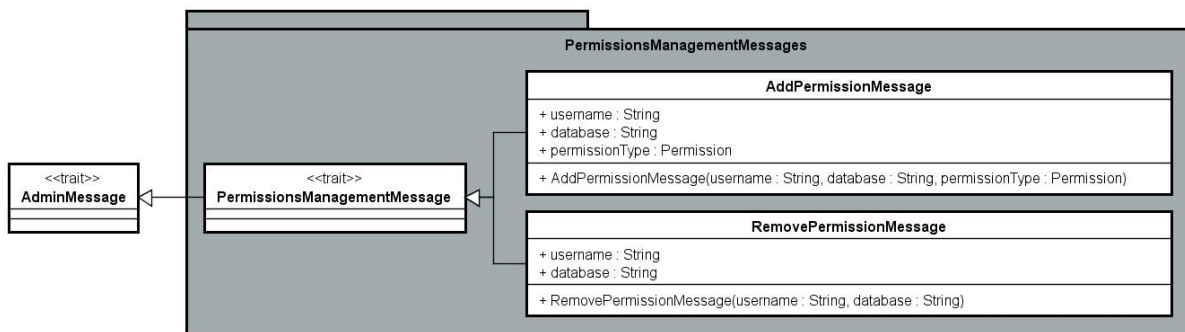 PermissionsManagementMessages
<<trait>>
AdminMessage
<<trait>>
PermissionsManagementMessage
AddPermissionMessage
+ username : String
+ database : String
+ permissionType : Permission
+ AddPermissionMessage(username : String, database : String, permissionType : Permission)
RemovePermissionMessage
+ username : String
+ database : String
+ RemovePermissionMessage(username : String, database : String)